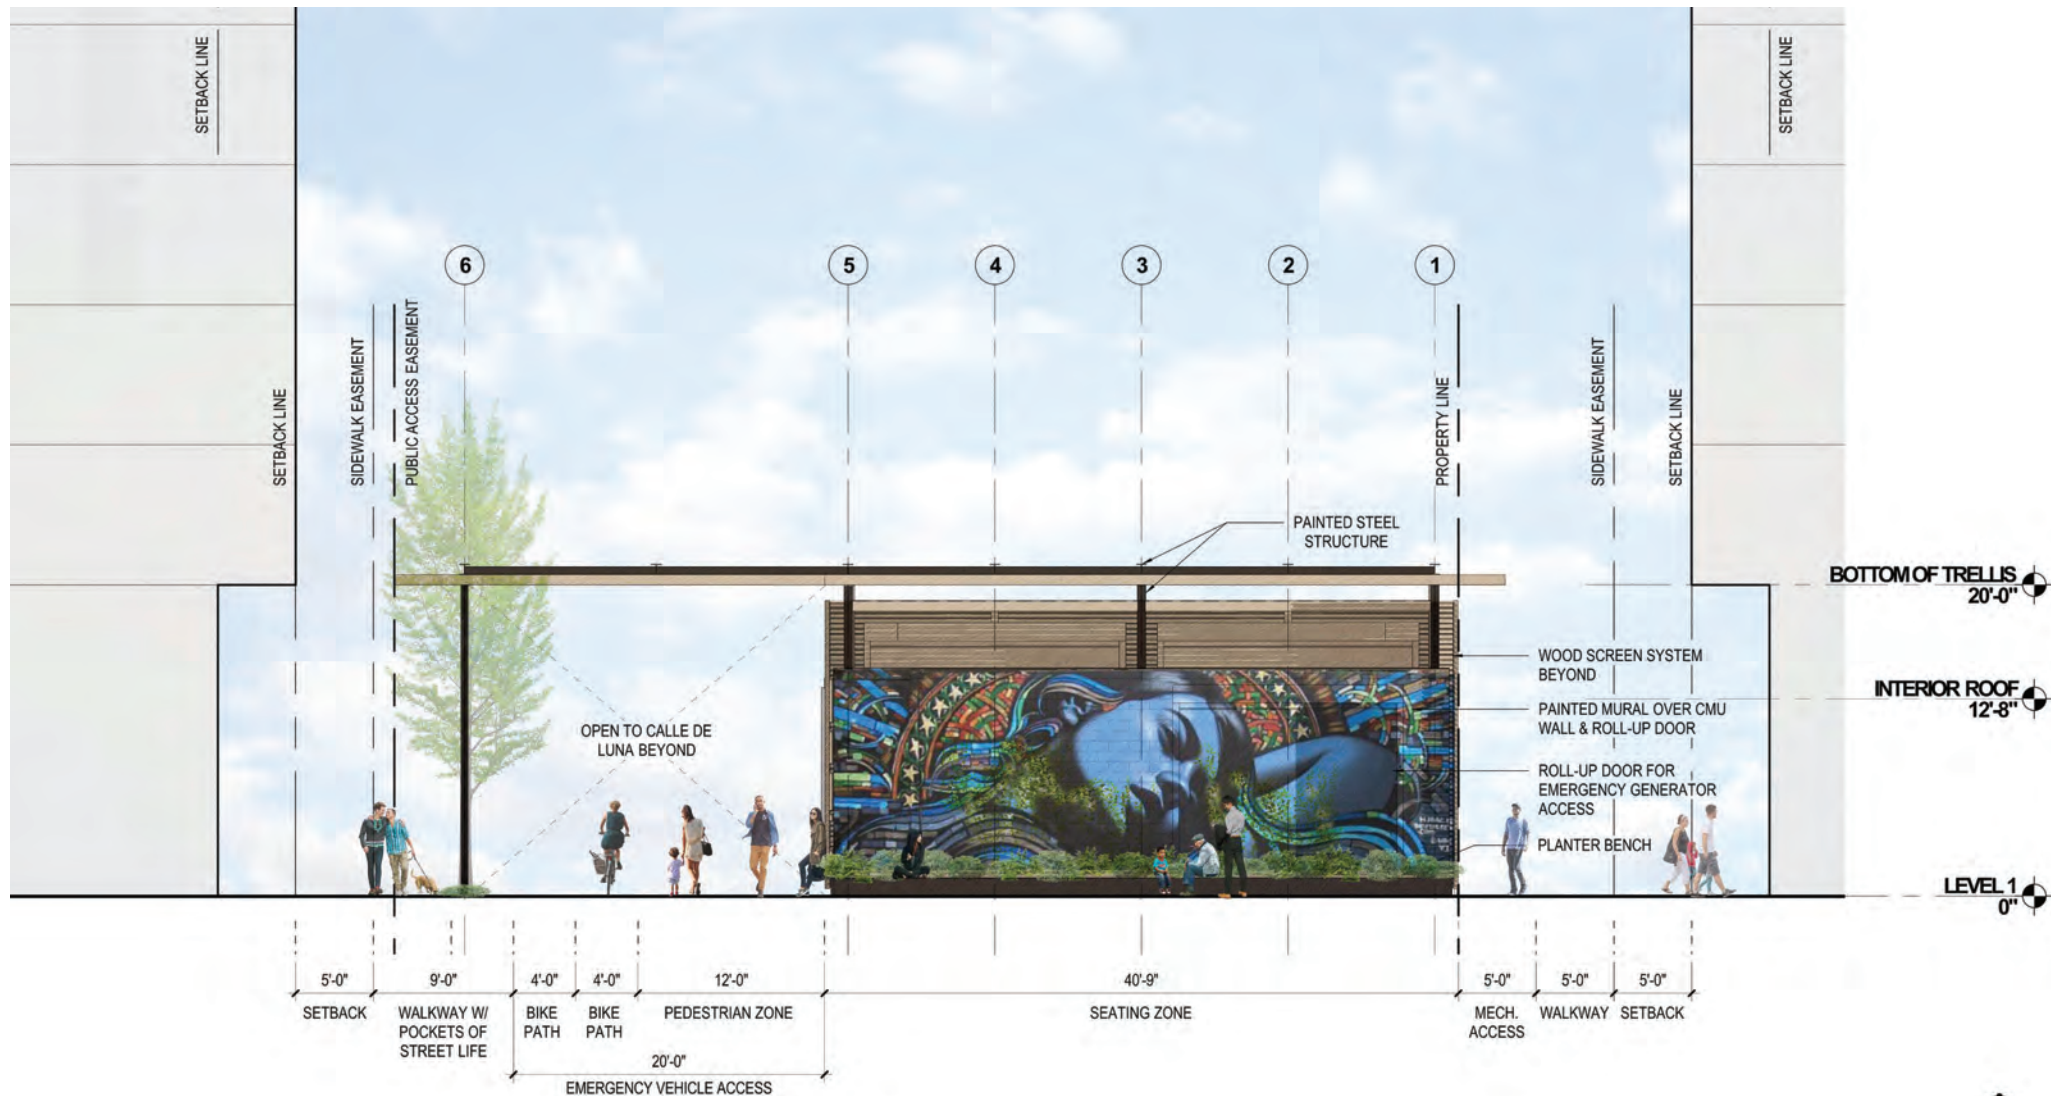 SETBACK LINE
SETBACK LINE
6
5
4
3
2
1
SETBACK LINE
SIDEWALK EASEMENT
PUBLIC ACCESS EASEMENT
PROPERTY LINE
SIDEWALK EASEMENT
SETBACK LINE
PAINTED STEEL
STRUCTURE
BOTTOM OF TRELLIS
20'-0"
WOOD SCREEN SYSTEM
BEYOND
INTERIOR ROOF
12'-8"
PAINTED MURAL OVER CMU
WALL & ROLL-UP DOOR
OPEN TO CALLE DE
LUNA BEYOND
ROLL-UP DOOR FOR
EMERGENCY GENERATOR
ACCESS
PLANTER BENCH
LEVEL 1
0"
5'-0"
9'-0"
4'-0"
4'-0"
12'-0"
40'-9"
5'-0"
5'-0"
5'-0"
SETBACK
WALKWAY W/
POCKETS OF
STREET LIFE
BIKE
PATH
BIKE
PATH
PEDESTRIAN ZONE
SEATING ZONE
MECH.
ACCESS
WALKWAY
SETBACK
20'-0"
EMERGENCY VEHICLE ACCESS